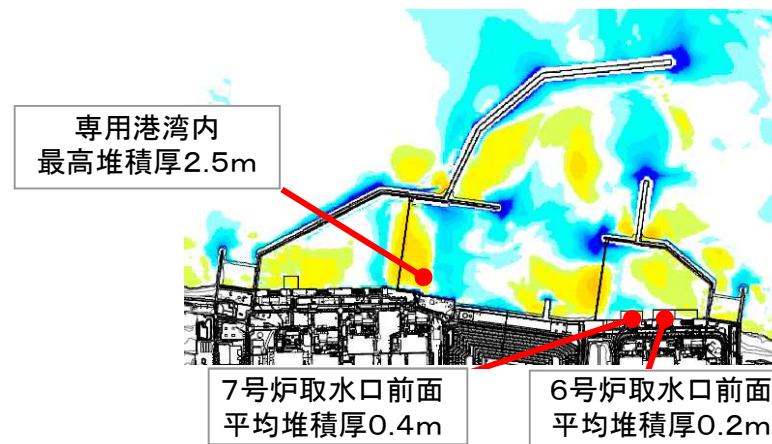 専用港湾内
最高堆積厚2.5m
7号炉取水口前面
平均堆積厚0.4m
6号炉取水口前面
平均堆積厚0.2m